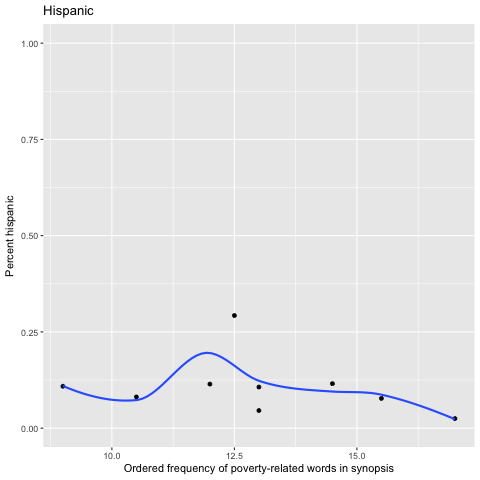 Hispanic
1.00
0.75
0.50
0.25
0.00
Percent hispanic
10.0
12.5
15.0
Ordered frequency of poverty-related words in synopsis